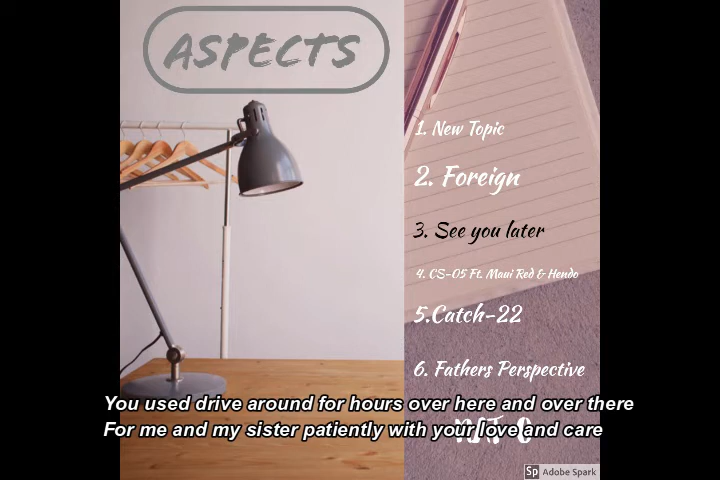 ASPECTS
1. New Topic
2. Foreign
3. See you later
4. CS-05 Ft. Maui Red & Hendo
5.Catch-22
6. Fathers Perspective
You used drive around for hours over here and over there
For me and my sister patiently with your love and care
Sp Adobe Spark